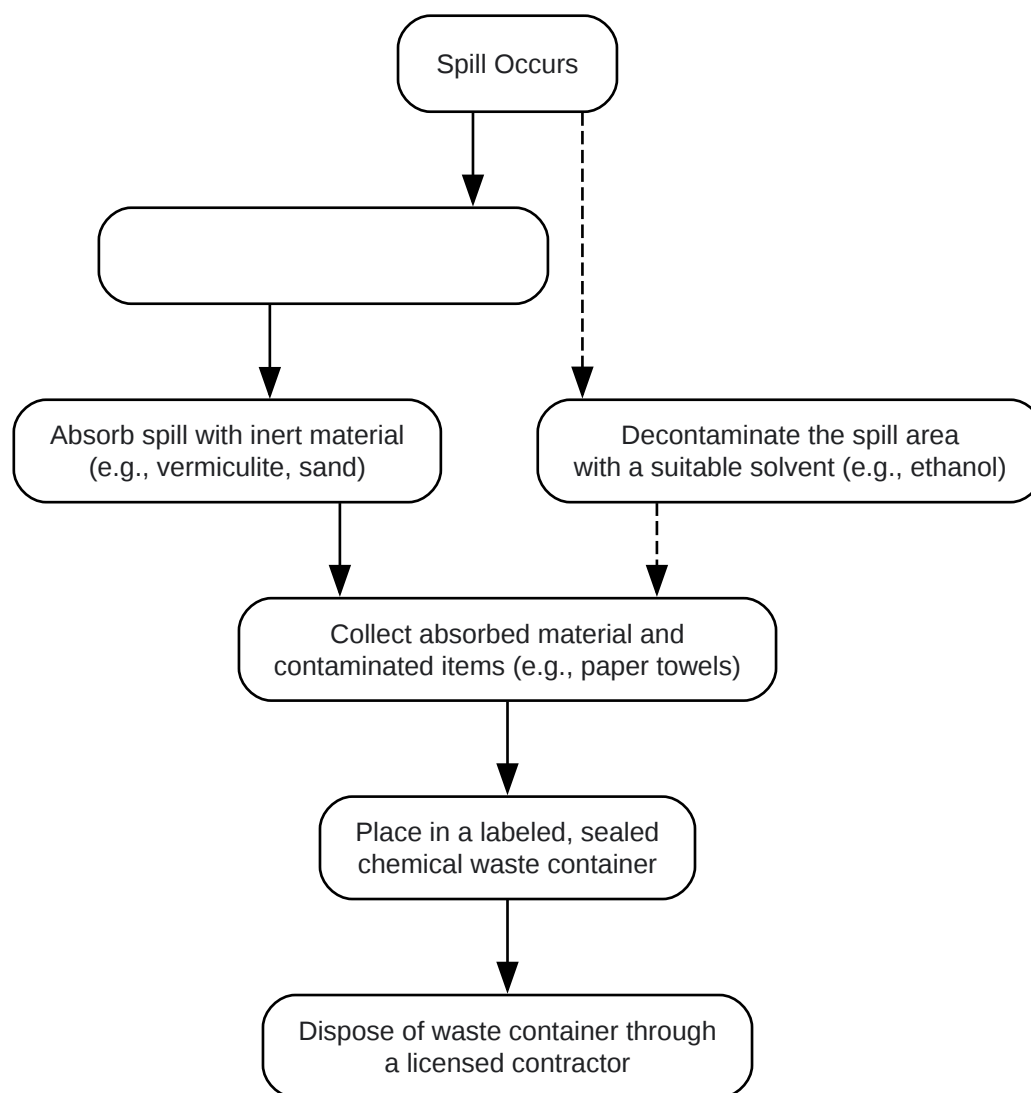 Spill Occurs
Absorb spill with inert material
(e.g., vermiculite, sand)
Decontaminate the spill area
with a suitable solvent (e.g., ethanol)
Collect absorbed material and
contaminated items (e.g., paper towels)
Place in a labeled, sealed
chemical waste container
Dispose of waste container through
a licensed contractor